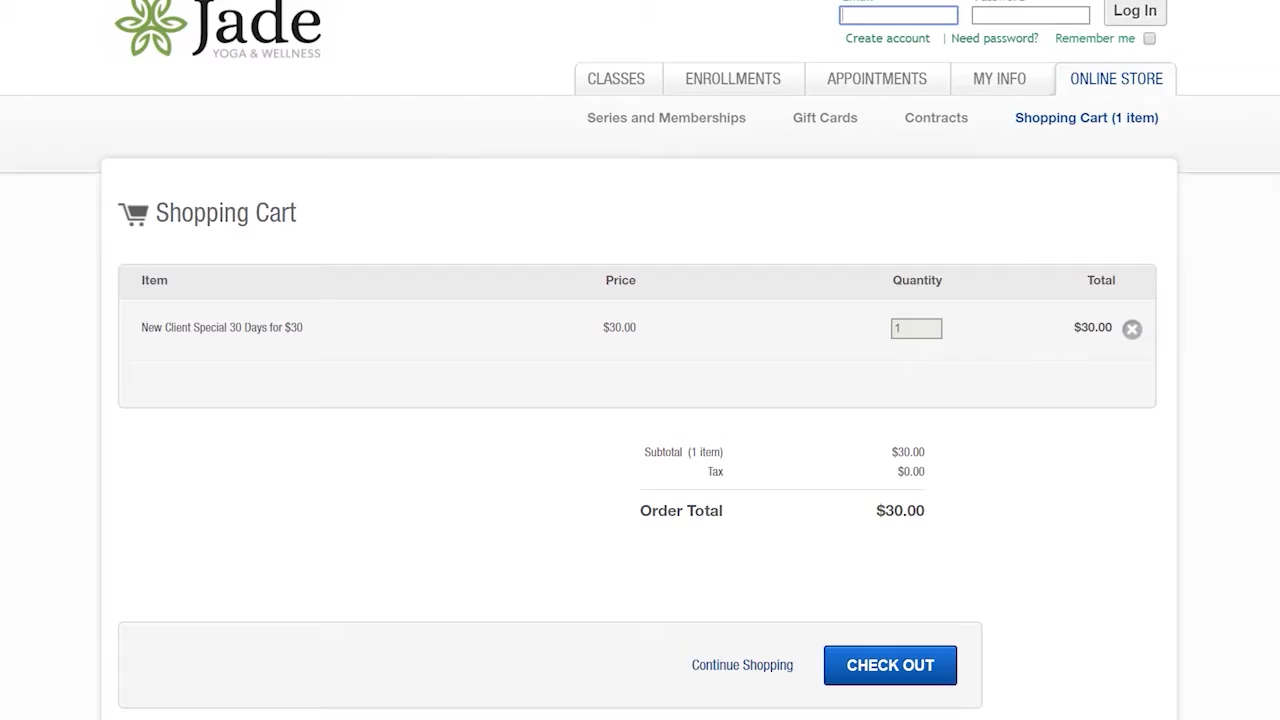 Jade
YOGA & WELLNESS
Log In
Create account | Need password? Remember me
CLASSES ENROLLMENTS APPOINTMENTS MY INFO ONLINE STORE
Series and Memberships Gift Cards Contracts Shopping Cart (1 item)
Shopping Cart
Item Price Quantity Total
New Client Special 30 Days for $30 $30.00 1 $30.00
Subtotal (1 item) $30.00
Tax $0.00
Order Total $30.00
Continue Shopping CHECK OUT